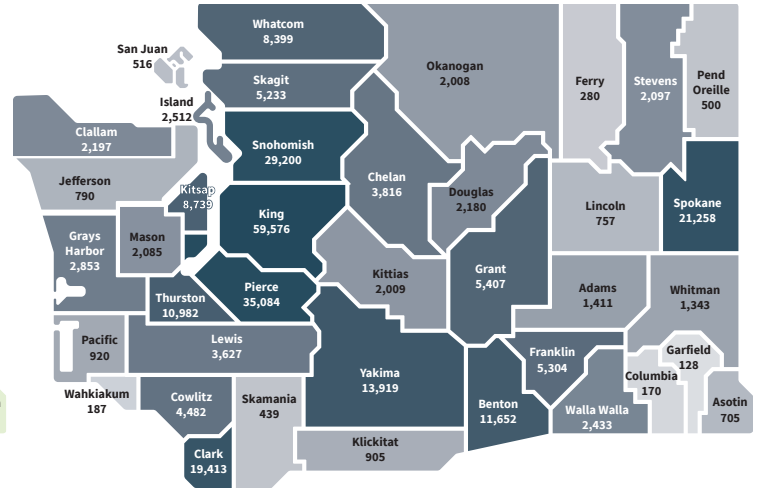 Whatcom
8,399
San Juan
516
Skagit
5,233
Okanogan
2,008
Ferry
280
Stevens
2,097
Pend
Oreille
500
Island
2,512
Clallam
2,197
Snohomish
29,200
Chelan
3,816
Douglas
2,180
Jefferson
790
Kitsap
8,739
King
59,576
Lincoln
757
Spokane
21,258
Grays
Harbor
2,853
Mason
2,085
Kittias
2,009
Grant
5,407
Adams
1,411
Whitman
1,343
Thurston
10,982
Pierce
35,084
Pacific
920
Lewis
3,627
Yakima
13,919
Franklin
5,304
Garfield
128
Columbia
170
Wahkiakum
187
Cowlitz
4,482
Skamania
439
Benton
11,652
Walla Walla
2,433
Asotin
705
Klickitat
905
Clark
19,413